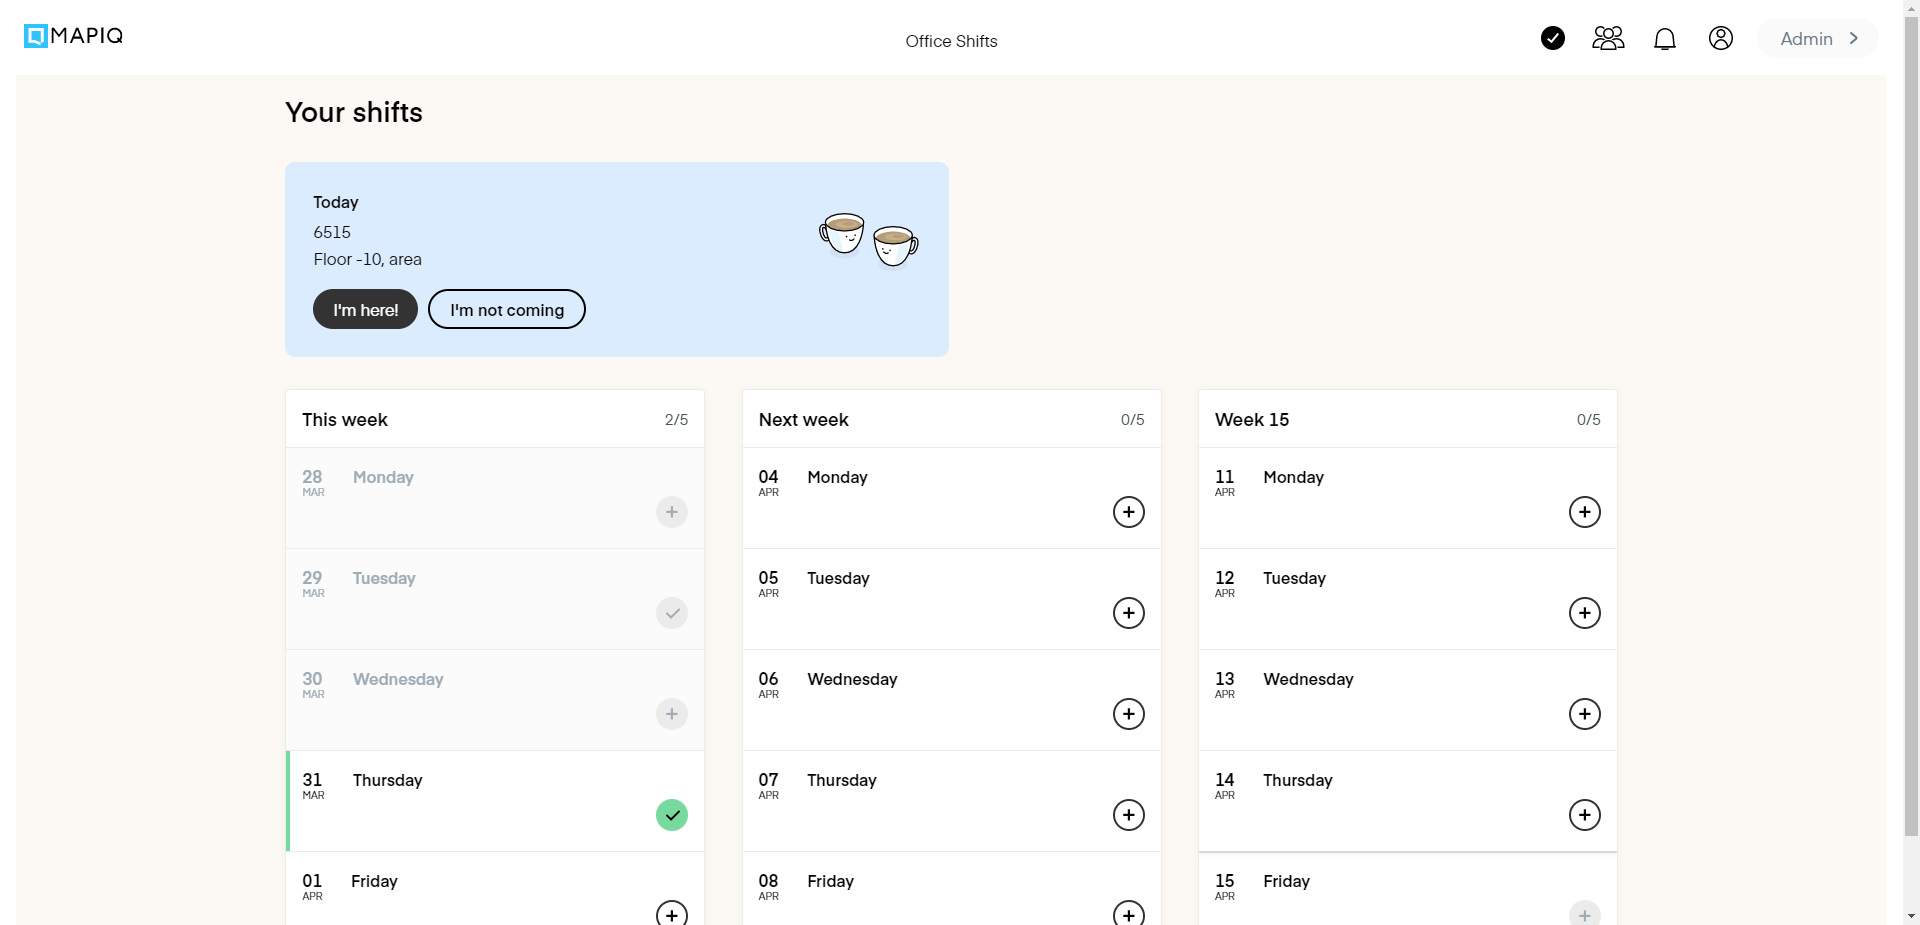 MAPIQ
Office Shifts
Admin
Your shifts
Today
6515
Floor -10, area
I'm here!
I'm not coming
This week
2/5
28
MAR
Monday
29
MAR
Tuesday
30
MAR
Wednesday
31
MAR
Thursday
01
APR
Friday
Next week
0/5
04
APR
Monday
05
APR
Tuesday
06
APR
Wednesday
07
APR
Thursday
08
APR
Friday
Week 15
0/5
11
APR
Monday
12
APR
Tuesday
13
APR
Wednesday
14
APR
Thursday
15
APR
Friday